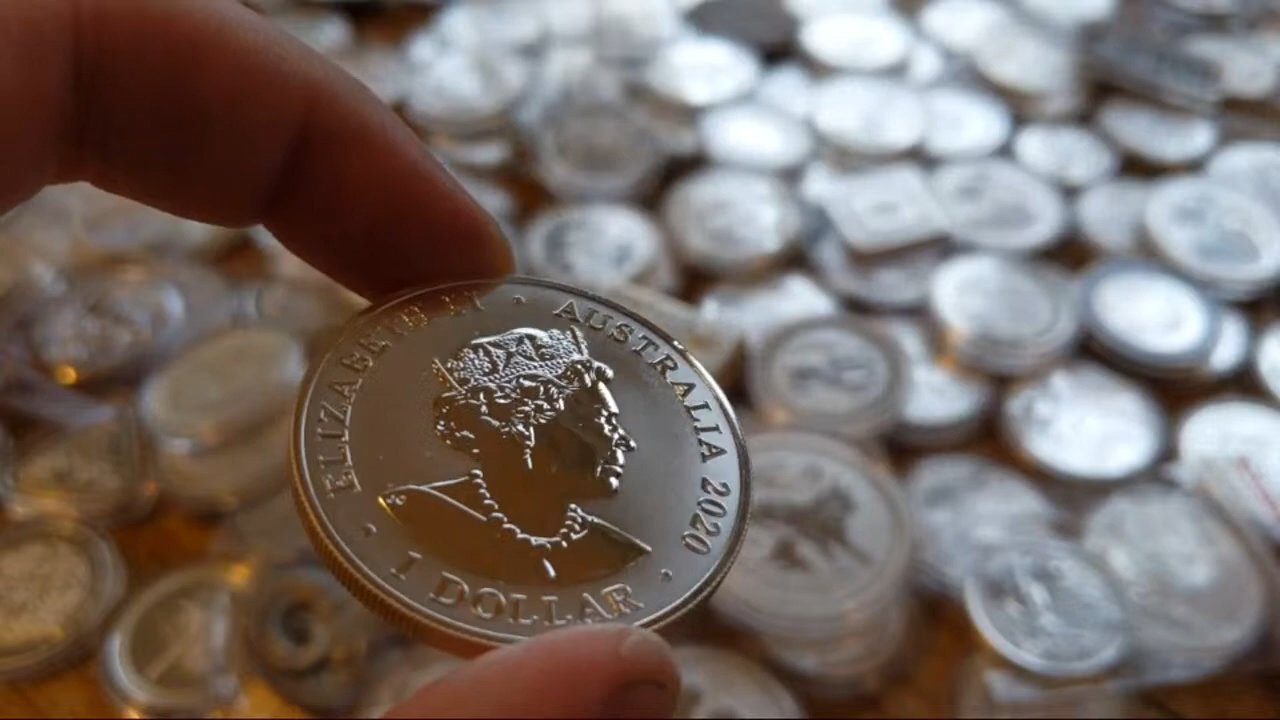 ELIZABETH II • AUSTRALIA 2020
• 1 DOLLAR •